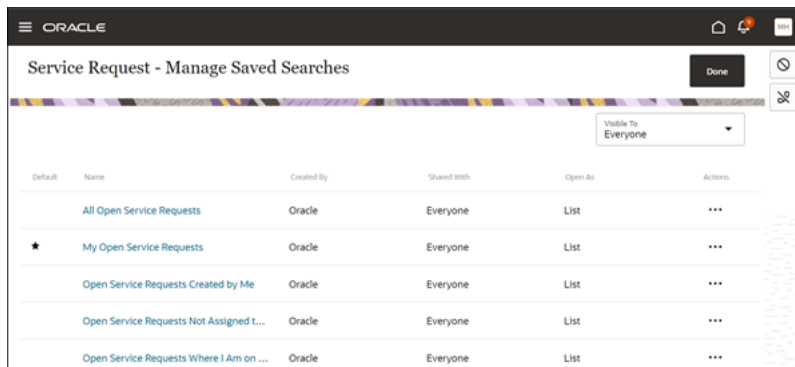 ORACLE
MH
Service Request - Manage Saved Searches
Done
Visible To
Everyone
Default Name Created By Shared With Open As Actions
All Open Service Requests Oracle Everyone List
My Open Service Requests Oracle Everyone List
Open Service Requests Created by Me Oracle Everyone List
Open Service Requests Not Assigned t... Oracle Everyone List
Open Service Requests Where I Am on ... Oracle Everyone List